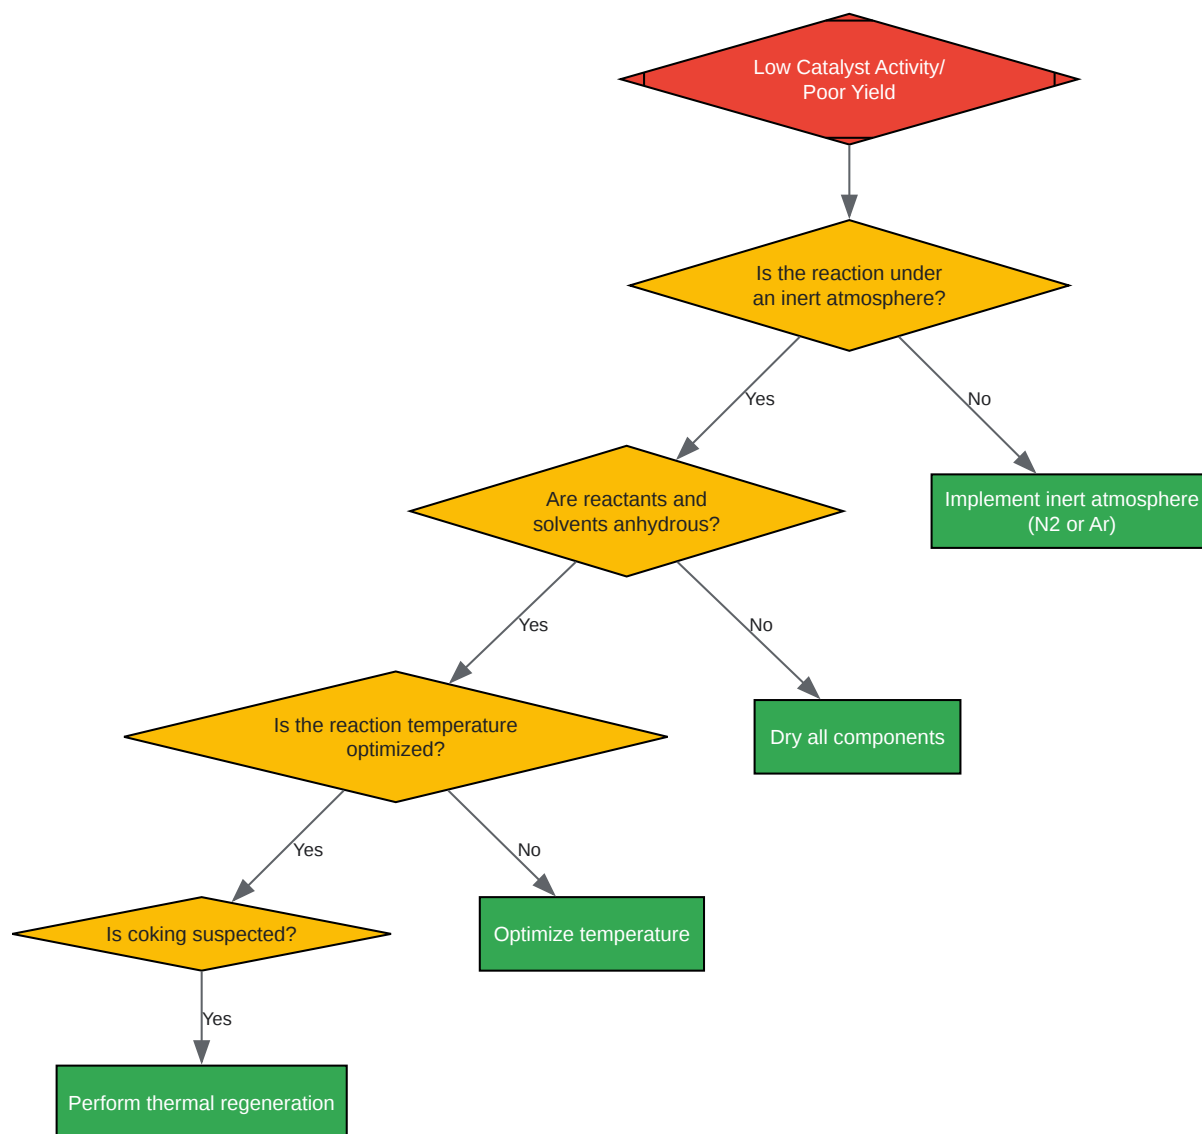 Low Catalyst Activity/
Poor Yield
Is the reaction under
an inert atmosphere?
Yes
No
Are reactants and
solvents anhydrous?
Implement inert atmosphere
(N2 or Ar)
Yes
No
Is the reaction temperature
optimized?
Dry all components
Yes
No
Is coking suspected?
Optimize temperature
Yes
Perform thermal regeneration